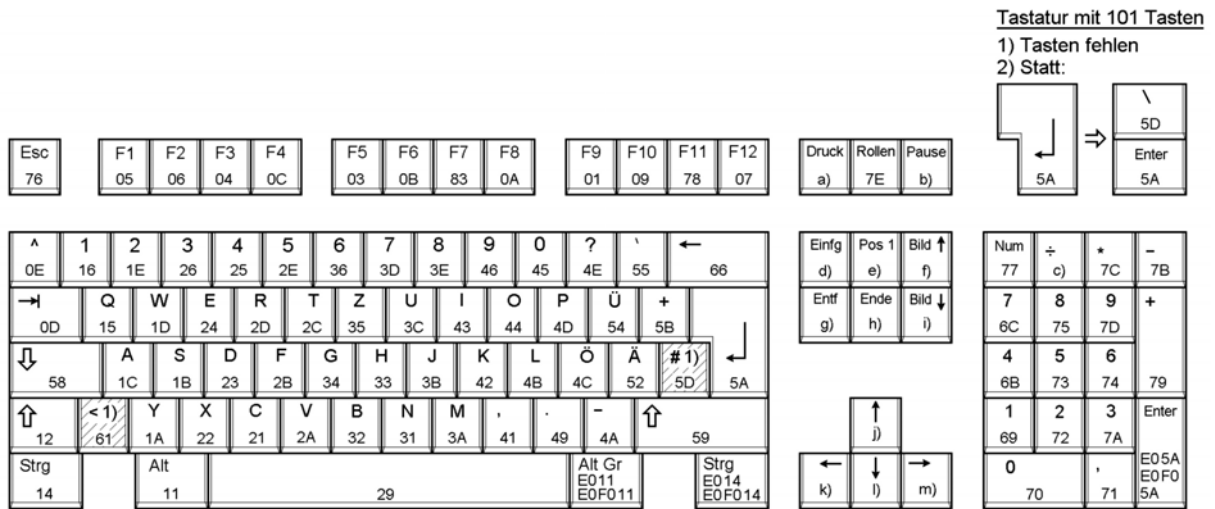 Tastatur mit 101 Tasten
1) Tasten fehlen
2) Statt:
\
5D
Enter
5A 5A
Esc F1 F2 F3 F4 F5 F6 F7 F8 F9 F10 F11 F12 Druck Rollen Pause
76 05 06 04 0C 03 0B 83 0A 01 09 78 07 a) 7E b)
^ 1 2 3 4 5 6 7 8 9 0 ? ` ← Einfg Pos 1 Bild ↑ Num ÷ * −
0E 16 1E 26 25 2E 36 3D 3E 46 45 4E 55 66 d) e) f) 77 c) 7C 7B
Q W E R T Z U I O P Ü + Entf Ende Bild ↓ 7 8 9 +
0D 15 1D 24 2D 2C 35 3C 43 44 4D 54 5B g) h) i) 6C 75 7D
A S D F G H J K L Ö Ä # 1) 4 5 6
58 1C 1B 23 2B 34 33 3B 42 4B 4C 52 5D 5A 6B 73 74 79
< 1) Y X C V B N M , . − 1 2 3 Enter
12 61 1A 22 21 2A 32 31 3A 41 49 4A 59 j) 69 72 7A
Strg Alt Alt Gr Strg 0 ,
E011 E014 E05A
E0F011 E0F014 E0F0
14 11 29 k) l) m) 70 71 5A